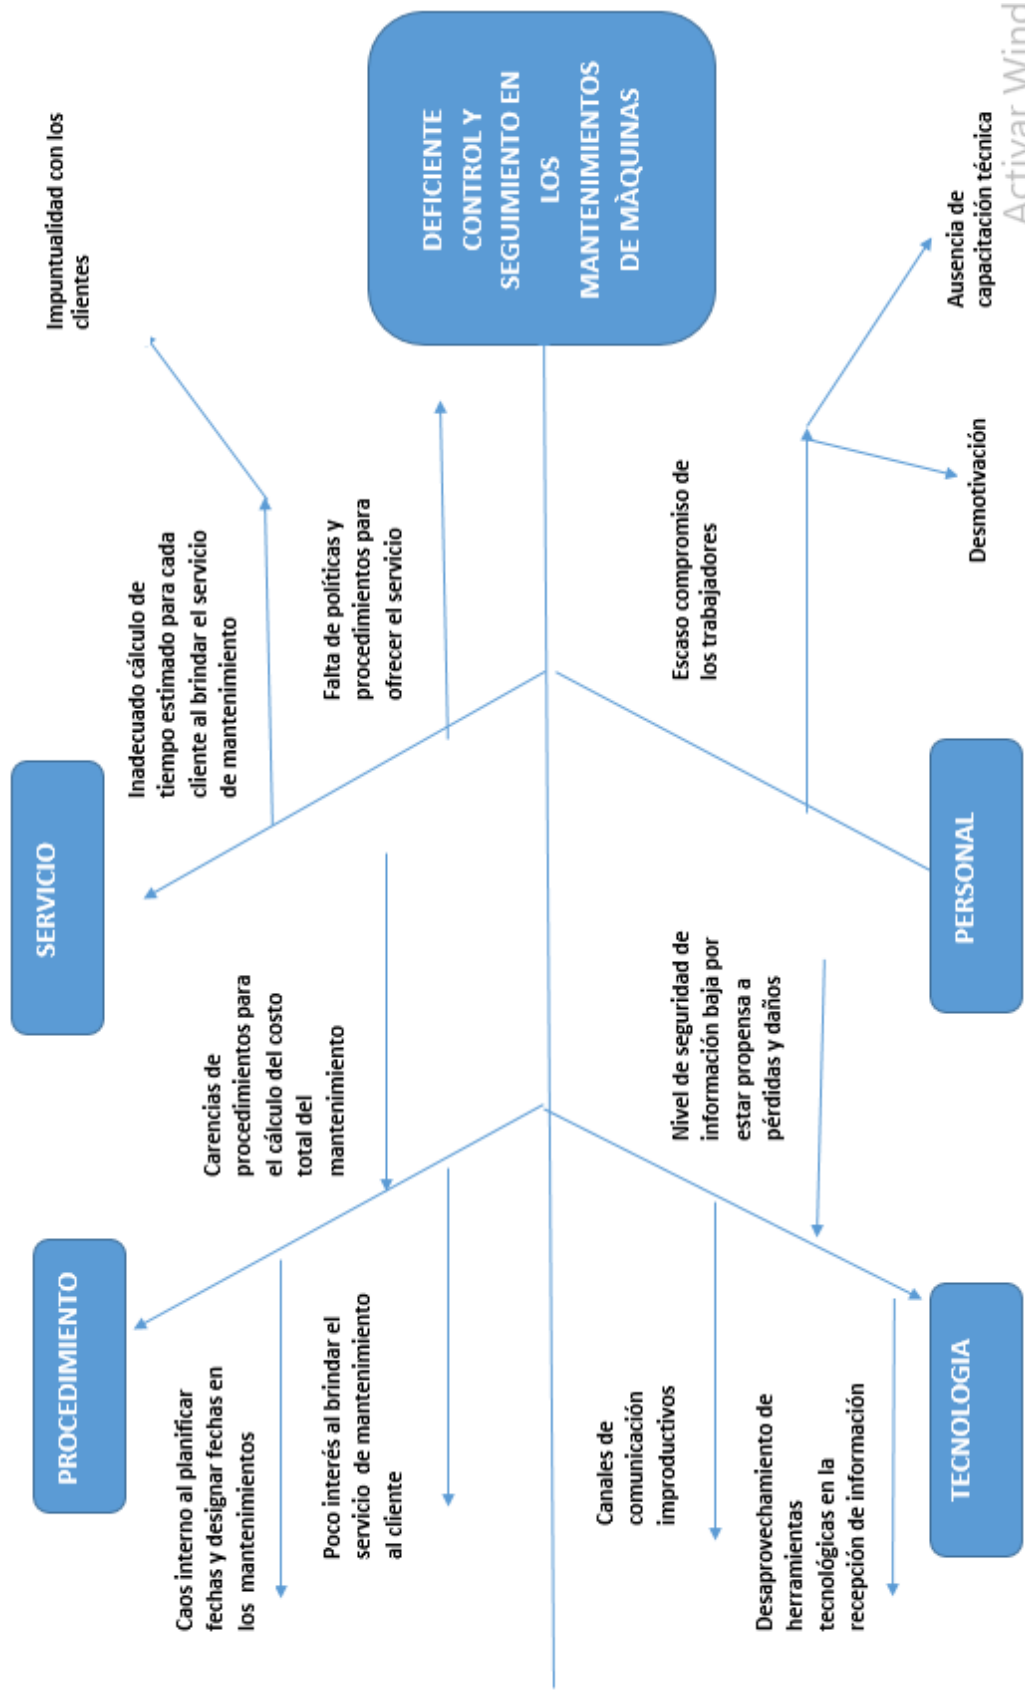 PROCEDIMIENTO
SERVICIO
Impuntualidad con los
clientes
Inadecuado cálculo de
tiempo estimado para cada
cliente al brindar el servicio
de mantenimiento
Caos interno al planificar
fechas y designar fechas en
los mantenimientos
Carencias de
procedimientos para
el cálculo del costo
total del
mantenimiento
Falta de políticas y
procedimientos para
ofrecer el servicio
Poco interés al brindar el
servicio de mantenimiento
al cliente
DEFICIENTE
CONTROL Y
SEGUIMIENTO EN
LOS
MANTENIMIENTOS
DE MÀQUINAS
Canales de
comunicación
improductivos
Nivel de seguridad de
información baja por
estar propensa a
pérdidas y daños
Escaso compromiso de
los trabajadores
Desaprovechamiento de
herramientas
tecnológicas en la
recepción de información
Desmotivación
Ausencia de
capacitación técnica
TECNOLOGIA
PERSONAL
Activar Wind